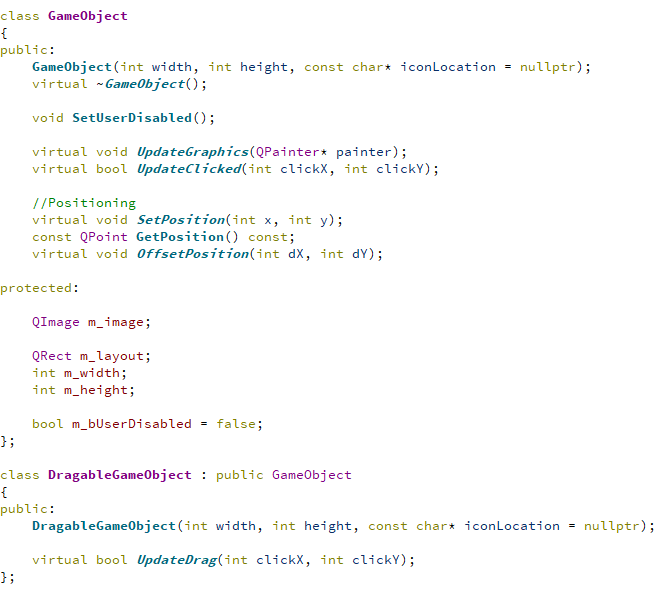 class GameObject
{
public:
    GameObject(int width, int height, const char* iconLocation = nullptr);
    virtual ~GameObject();

    void SetUserDisabled();

    virtual void UpdateGraphics(QPainter* painter);
    virtual bool UpdateClicked(int clickX, int clickY);

    //Positioning
    virtual void SetPosition(int x, int y);
    const QPoint GetPosition() const;
    virtual void OffsetPosition(int dX, int dY);

protected:

    QImage m_image;

    QRect m_layout;
    int m_width;
    int m_height;

    bool m_bUserDisabled = false;
};

class DragableGameObject : public GameObject
{
public:
    DragableGameObject(int width, int height, const char* iconLocation = nullptr);

    virtual bool UpdateDrag(int clickX, int clickY);
};